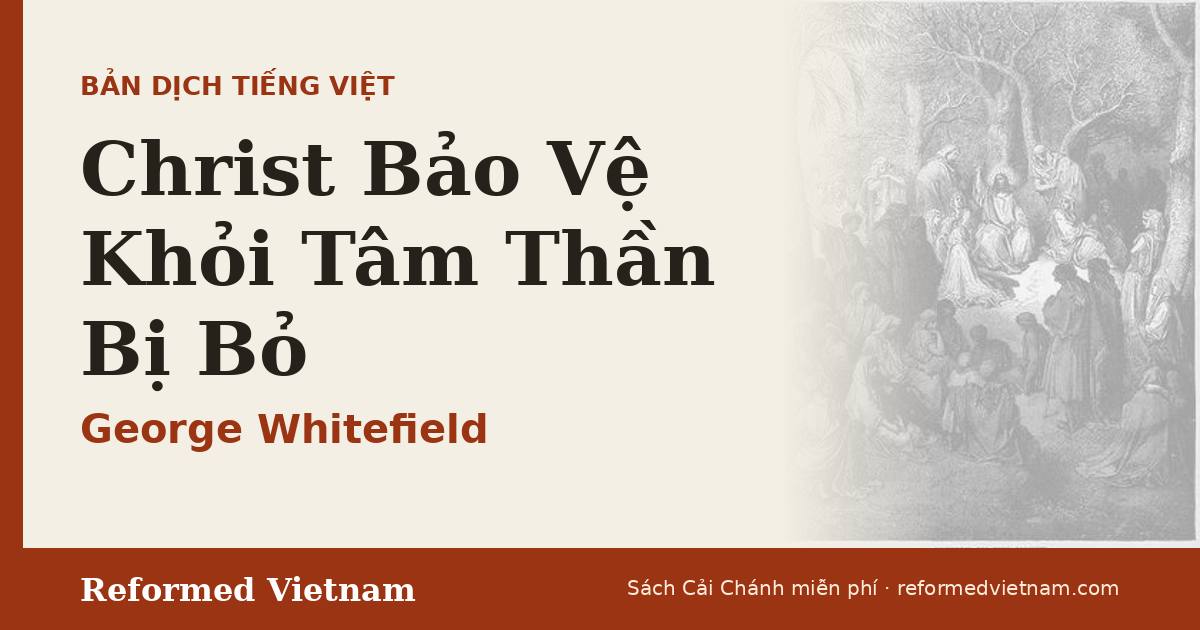 BẢN DỊCH TIẾNG VIỆT
Christ Bảo Vệ
Khỏi Tâm Thần
Bị Bỏ
George Whitefield
Reformed Vietnam
Sách Cải Chánh miễn phí · reformedvietnam.com